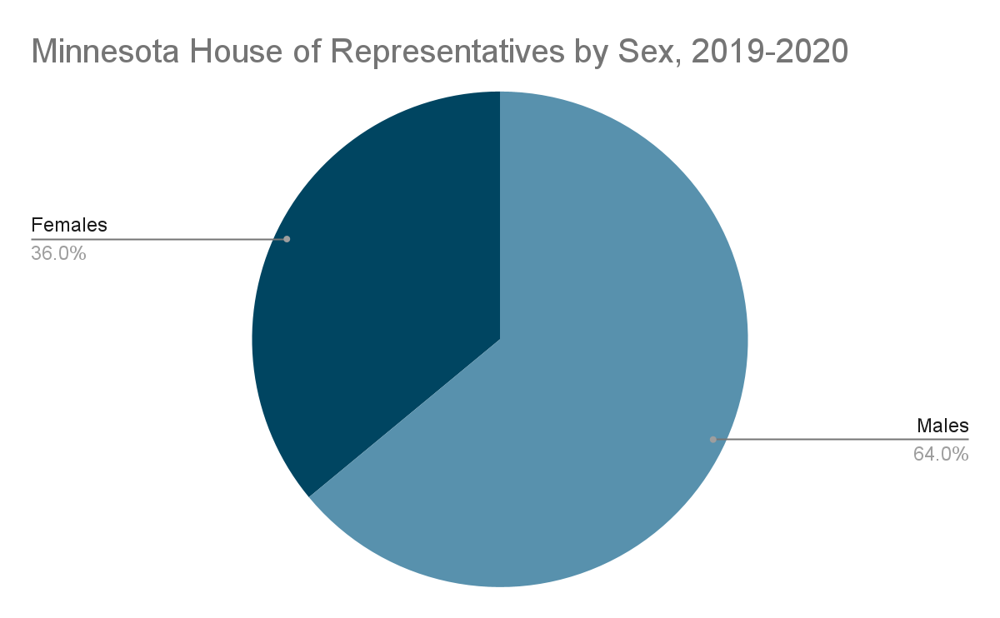 Minnesota House of Representatives by Sex, 2019-2020
Females
36.0%
Males
64.0%